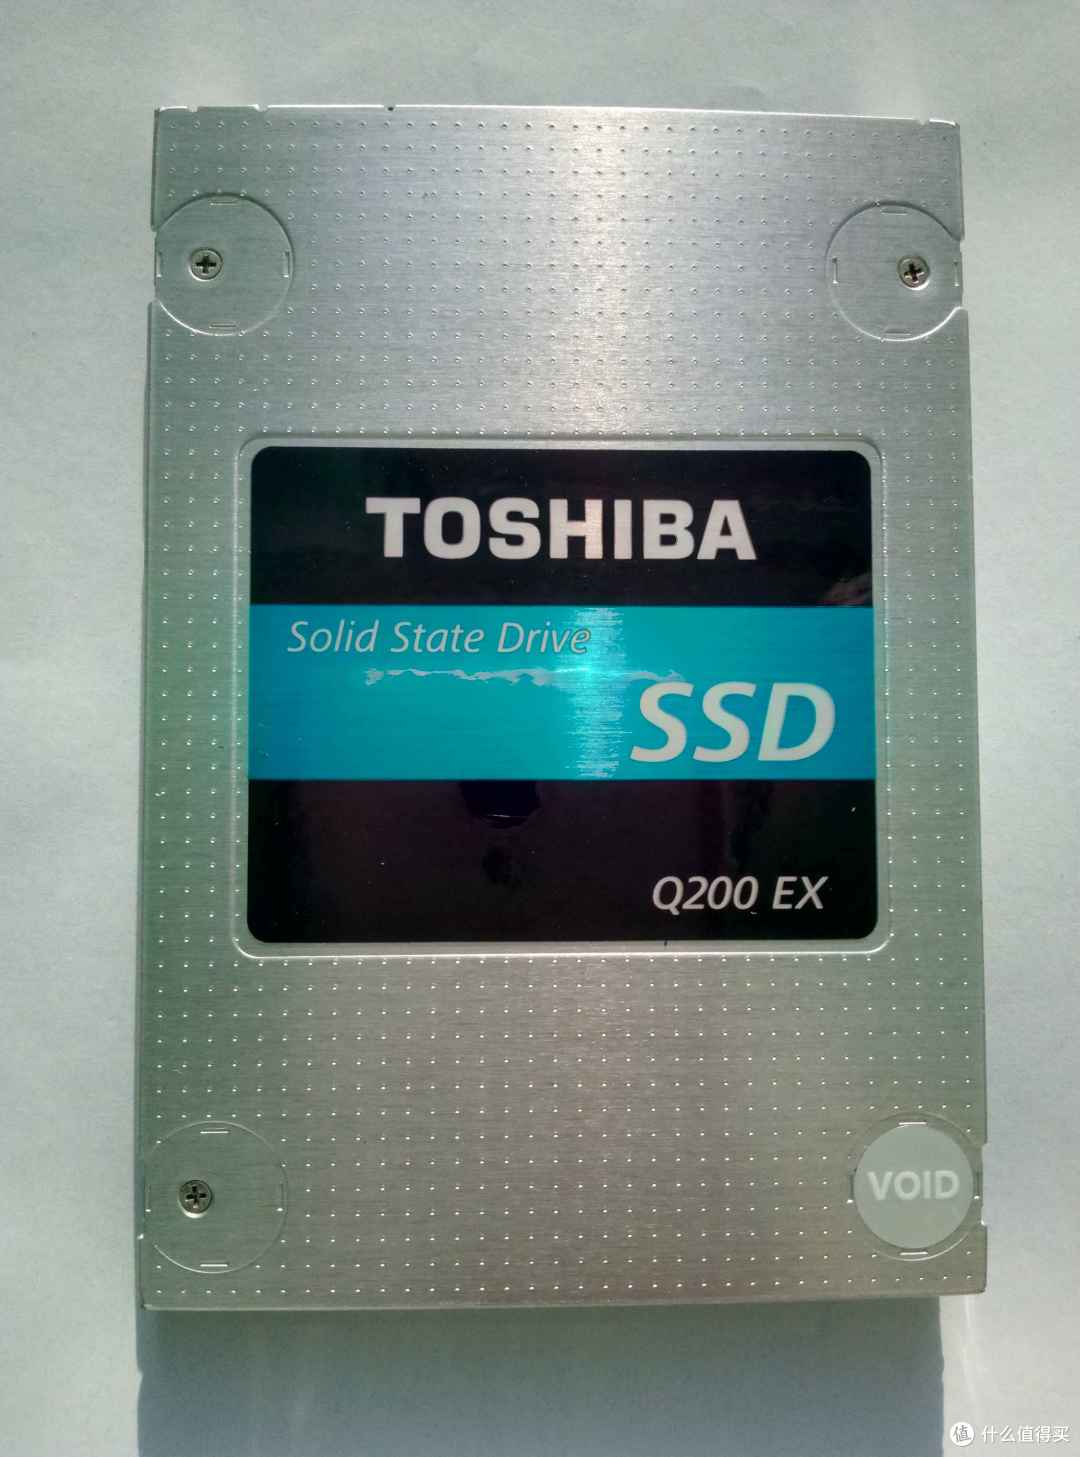 TOSHIBA
Solid State Drive
SSD
Q200 EX
VOID
值 什么值得买